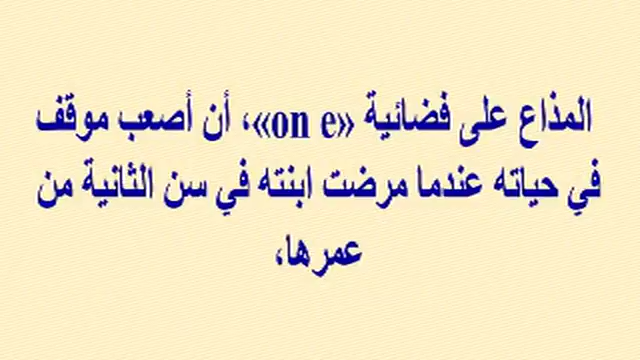 المذاع على فضائية «on e»، أن أصعب موقف
في حياته عندما مرضت ابنته في سن الثانية من
عمرها،